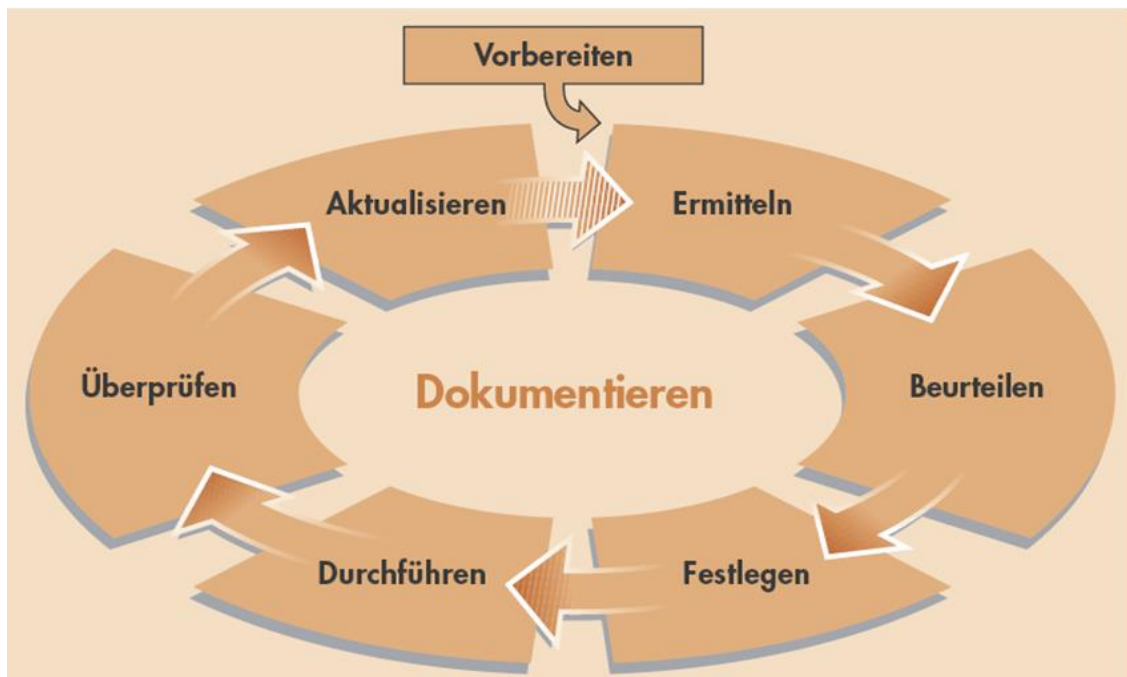 Vorbereiten
Aktualisieren
Ermitteln
Überprüfen
Dokumentieren
Beurteilen
Durchführen
Festlegen